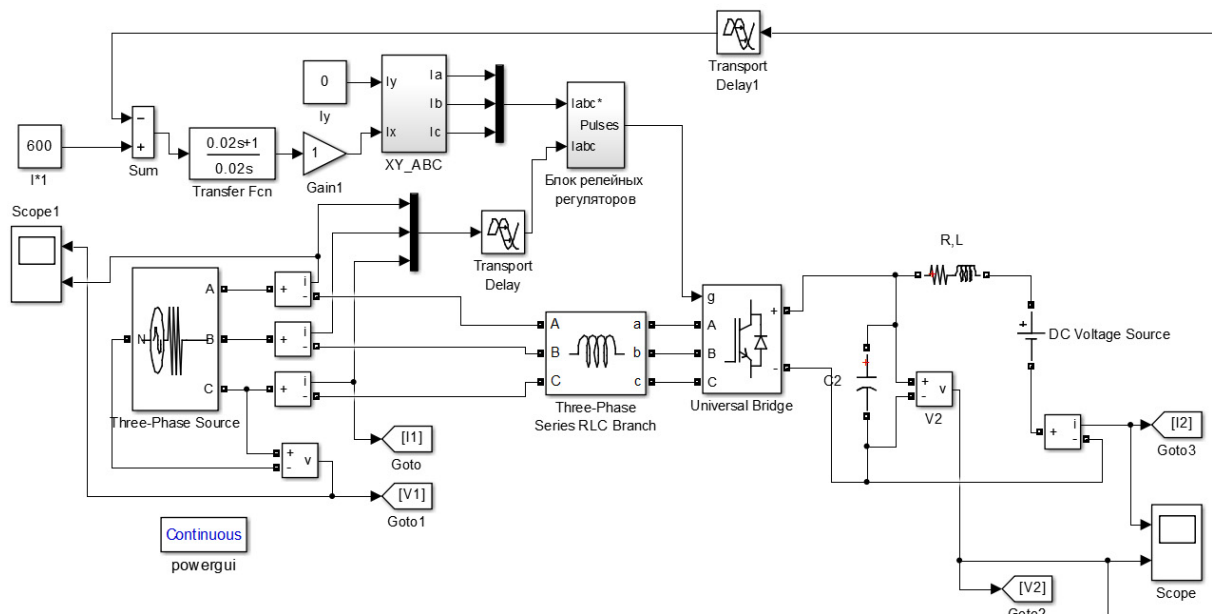 Transport
Delay1
0
Iy
Iy
Ix
Ia
Ib
Ic
XY_ABC
Iabc*
Pulses
Iabc
Блок релейных
регуляторов
600
I*1
−
+
Sum
0.02s+1
0.02s
Transfer Fcn
1
Gain1
Scope1
Transport
Delay
R,L
N
A
B
C
Three-Phase Source
+
i
-
+
i
-
+
i
-
A
B
C
a
b
c
Three-Phase
Series RLC Branch
g
A
B
C
+
-
Universal Bridge
+
DC Voltage Source
+
C2
+
-
v
V2
+
i
-
[I2]
Goto3
[I1]
Goto
+
-
v
[V1]
Goto1
Continuous
powergui
[V2]
Goto2
Scope